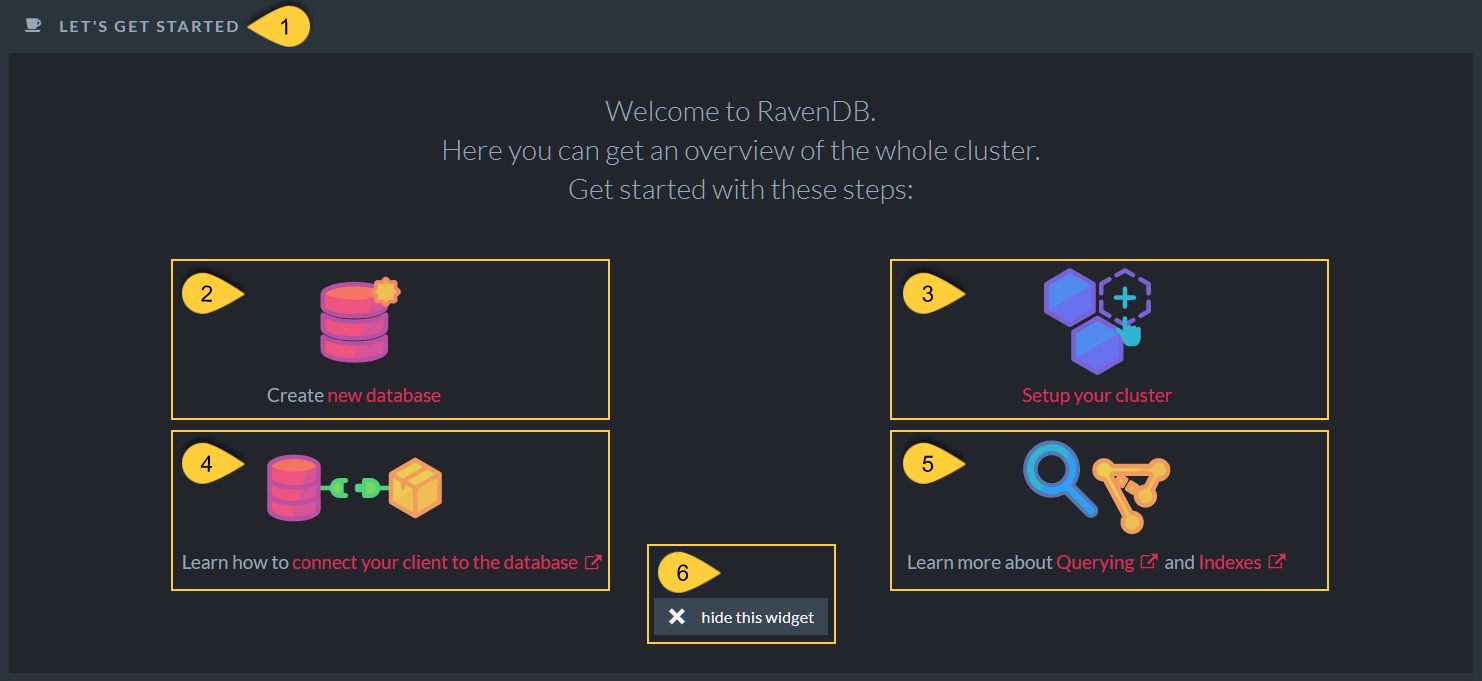 LET'S GET STARTED 1
Welcome to RavenDB.
Here you can get an overview of the whole cluster.
Get started with these steps:
2
Create new database
3
Setup your cluster
4
Learn how to connect your client to the database
5
Learn more about Querying and Indexes
6
hide this widget